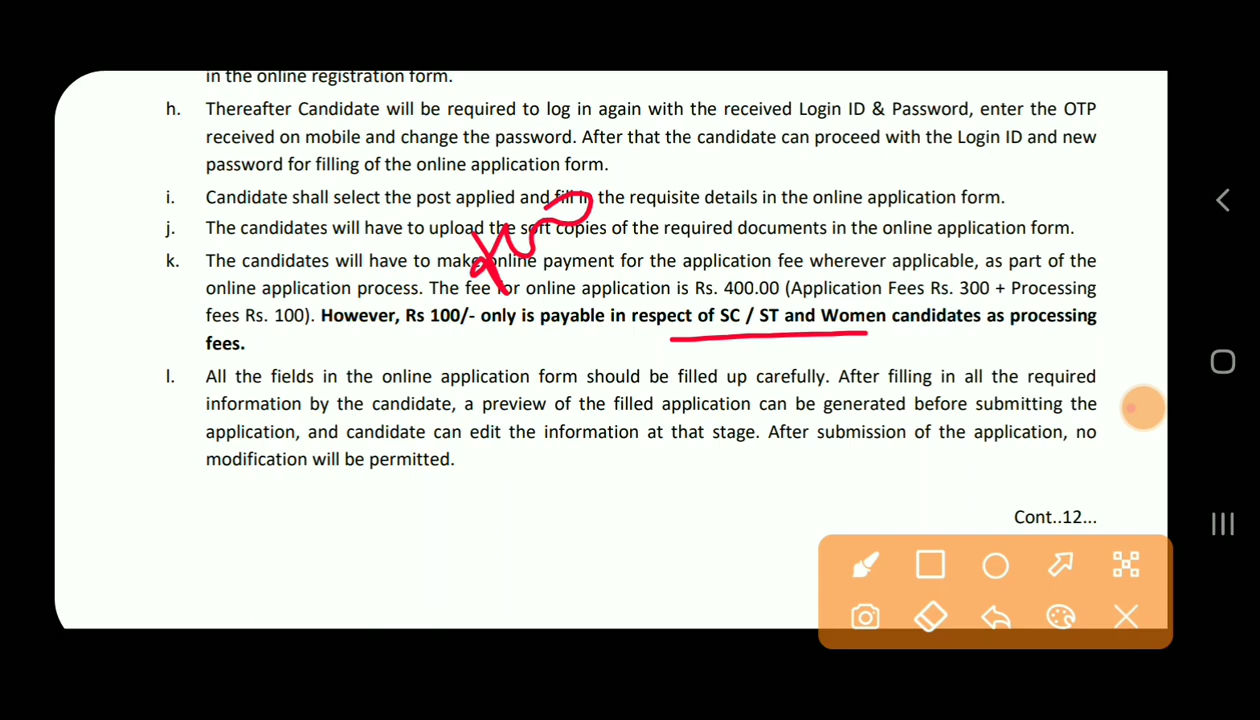 in the online registration form.
h. Thereafter Candidate will be required to log in again with the received Login ID & Password, enter the OTP
received on mobile and change the password. After that the candidate can proceed with the Login ID and new
password for filling of the online application form.
i. Candidate shall select the post applied and fill in the requisite details in the online application form.
j. The candidates will have to upload the soft copies of the required documents in the online application form.
k. The candidates will have to make online payment for the application fee wherever applicable, as part of the
online application process. The fee for online application is Rs. 400.00 (Application Fees Rs. 300 + Processing
fees Rs. 100). However, Rs 100/- only is payable in respect of SC / ST and Women candidates as processing
fees.
l. All the fields in the online application form should be filled up carefully. After filling in all the required
information by the candidate, a preview of the filled application can be generated before submitting the
application, and candidate can edit the information at that stage. After submission of the application, no
modification will be permitted.
Cont..12...